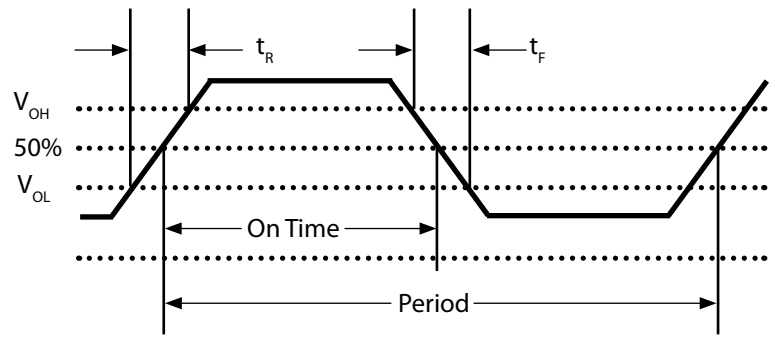 t_R
t_F
V_OH
50%
V_OL
On Time
Period